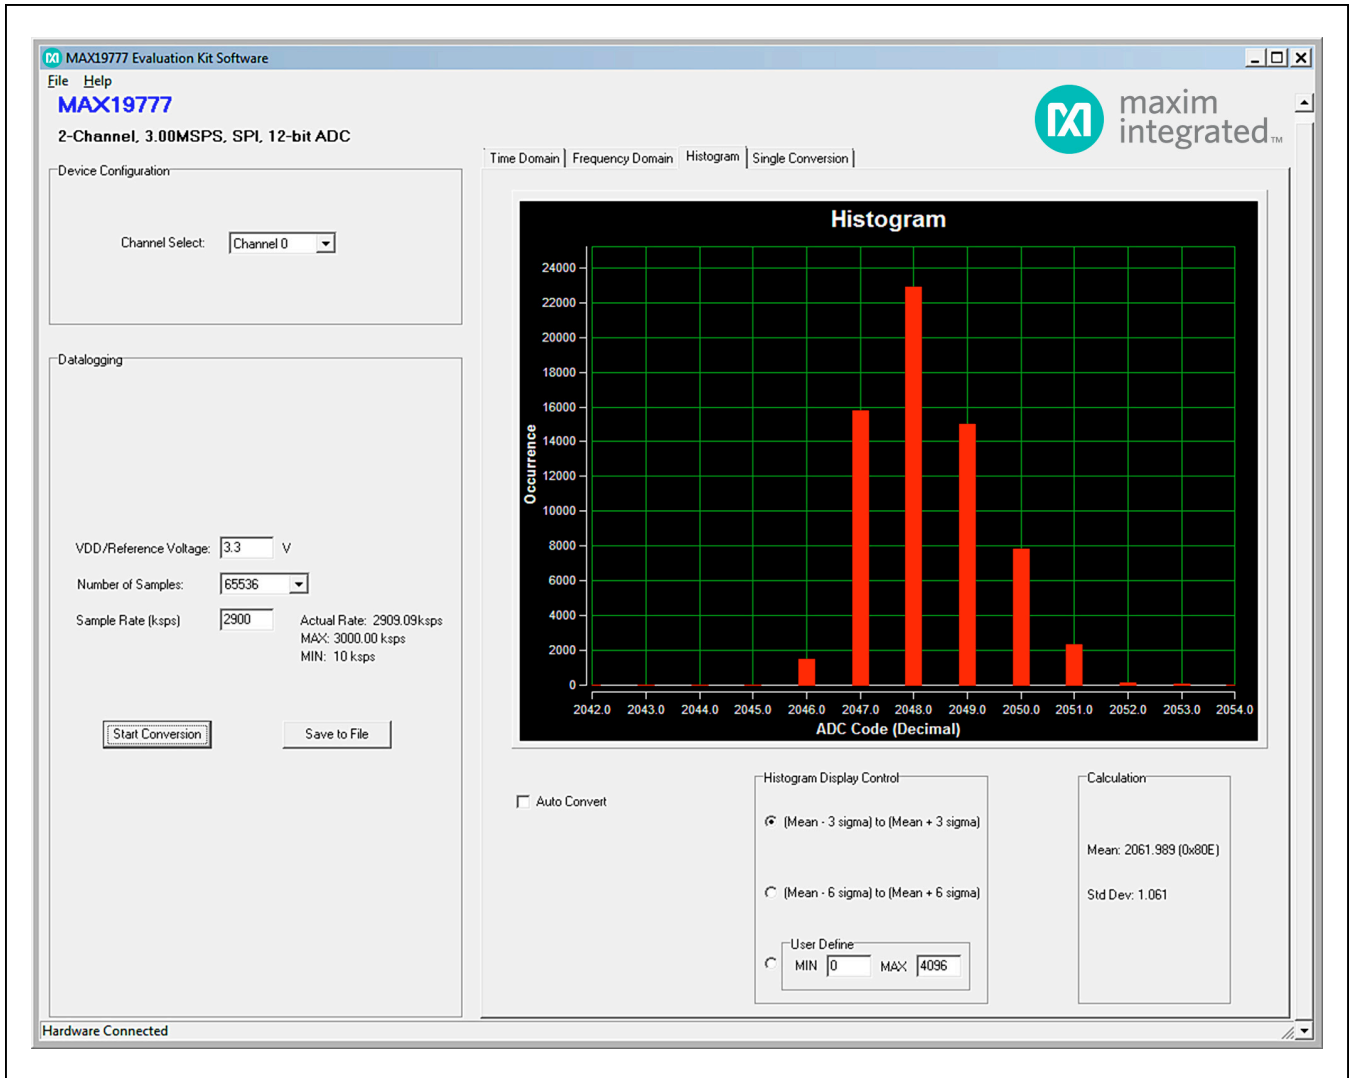 MAX19777 Evaluation Kit Software
File Help
MAX19777
2-Channel, 3.00MSPS, SPI, 12-bit ADC
maxim
integrated™
Device Configuration
Channel Select: Channel 0
Datalogging
VDD/Reference Voltage: 3.3 V
Number of Samples: 65536
Sample Rate (ksps) 2900
Actual Rate: 2909.09ksps
MAX: 3000.00 ksps
MIN: 10 ksps
Start Conversion Save to File
Time Domain Frequency Domain Histogram Single Conversion
Histogram
24000
22000
20000
18000
16000
14000
12000
10000
8000
6000
4000
2000
0
Occurrence
2042.0 2043.0 2044.0 2045.0 2046.0 2047.0 2048.0 2049.0 2050.0 2051.0 2052.0 2053.0 2054.0
ADC Code (Decimal)
Auto Convert
Histogram Display Control
(Mean - 3 sigma) to (Mean + 3 sigma)
(Mean - 6 sigma) to (Mean + 6 sigma)
User Define
MIN 0 MAX 4096
Calculation
Mean: 2061.989 (0x80E)
Std Dev: 1.061
Hardware Connected